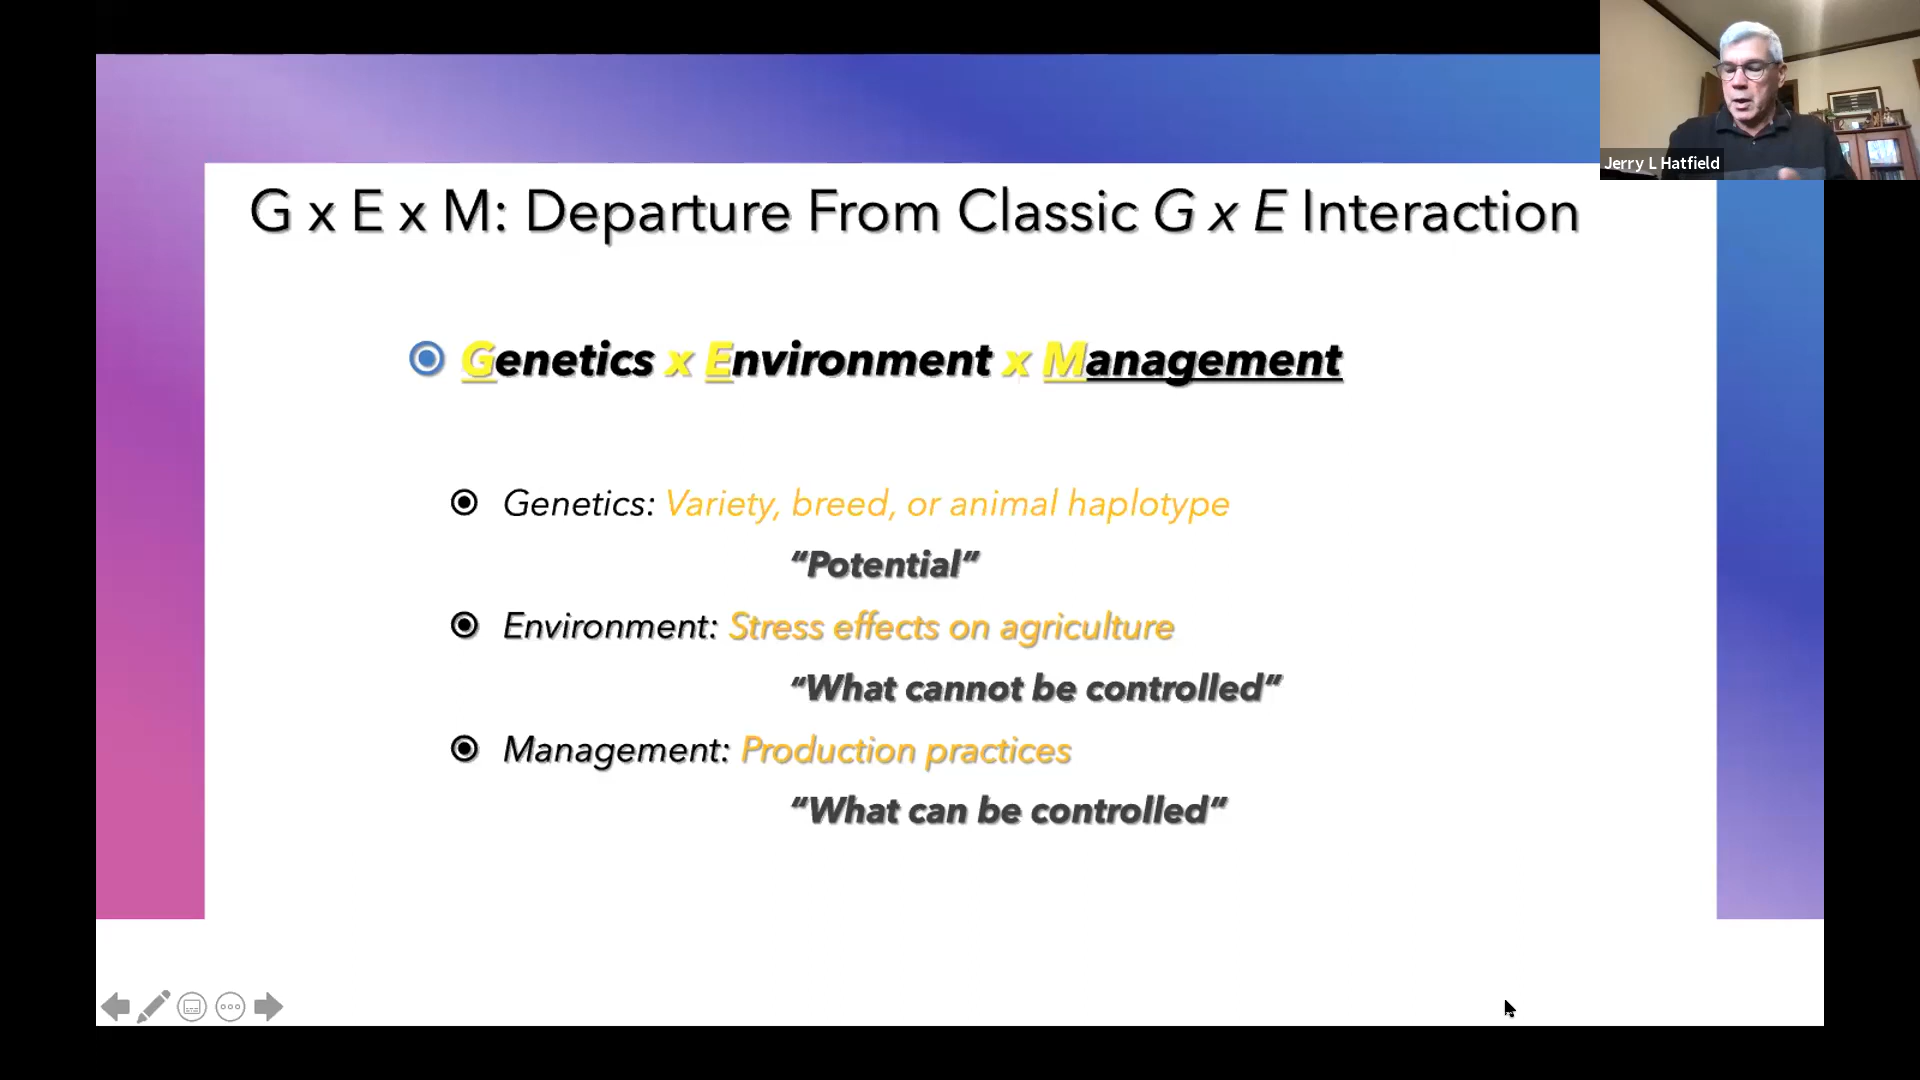 Jerry L Hatfield
G x E x M: Departure From Classic G x E Interaction
Genetics x Environment x Management
Genetics: Variety, breed, or animal haplotype
“Potential”
Environment: Stress effects on agriculture
“What cannot be controlled”
Management: Production practices
“What can be controlled”